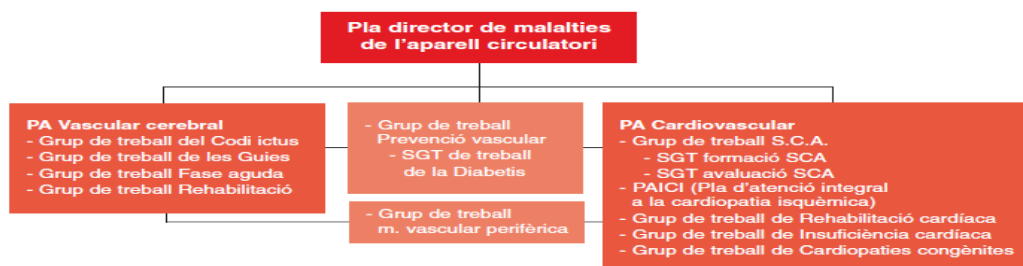 Pla director de malalties
de l'aparell circulatori
PA Vascular cerebral
- Grup de treball del Codi ictus
- Grup de treball de les Guies
- Grup de treball Fase aguda
- Grup de treball Rehabilitació
- Grup de treball
Prevenció vascular
- SGT de treball
de la Diabetis
- Grup de treball
m. vascular perifèrica
PA Cardiovascular
- Grup de treball S.C.A.
- SGT formació SCA
- SGT avaluació SCA
- PAICI (Pla d'atenció integral
a la cardiopatia isquèmica)
- Grup de treball de Rehabilitació cardíaca
- Grup de treball de Insuficiència cardíaca
- Grup de treball de Cardiopaties congènites